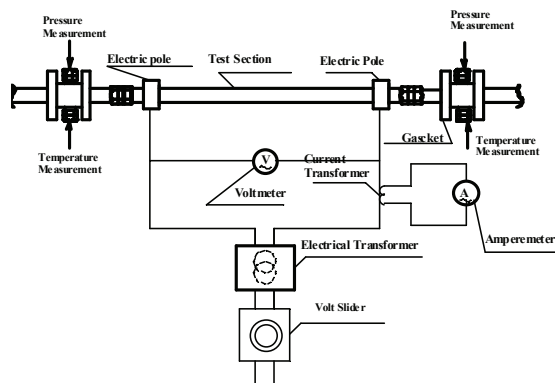 Pressure
Measurement
Pressure
Measurement
Electric pole
Test Section
Electric Pole
Gascket
Temperature
Measurement
Temperature
Measurement
V
Current
Transformer
Voltmeter
A
Amperemeter
Electrical Transformer
Volt Slider